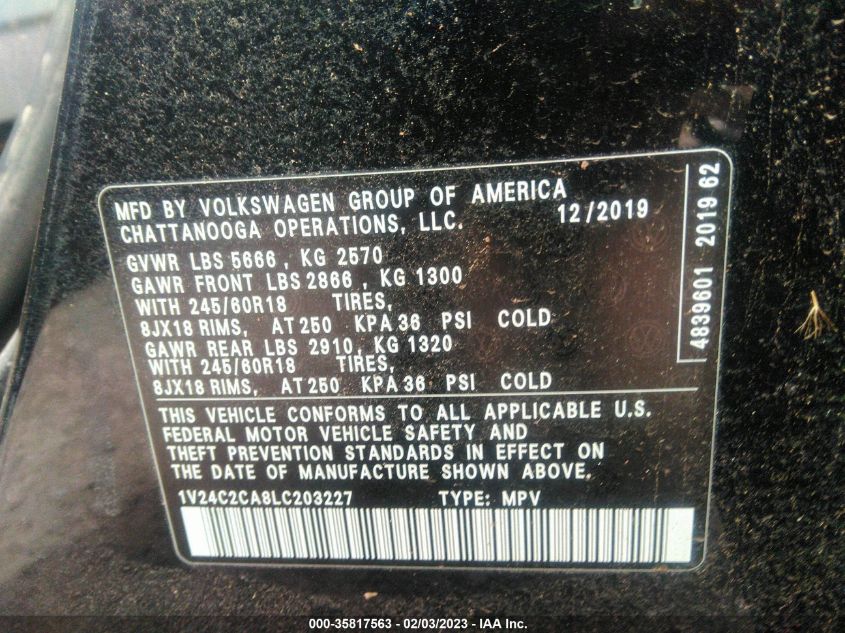 MFD BY VOLKSWAGEN GROUP OF AMERICA
CHATTANOOGA OPERATIONS, LLC. 12/2019
GVWR LBS 5666 , KG 2570
GAWR FRONT LBS 2866 , KG 1300
WITH 245/60R18 TIRES,
8JX18 RIMS, AT 250 KPA 36 PSI COLD
GAWR REAR LBS 2910, KG 1320
WITH 245/60R18 TIRES,
8JX18 RIMS, AT 250 KPA 36 PSI COLD
THIS VEHICLE CONFORMS TO ALL APPLICABLE U.S.
FEDERAL MOTOR VEHICLE SAFETY AND
THEFT PREVENTION STANDARDS IN EFFECT ON
THE DATE OF MANUFACTURE SHOWN ABOVE.
1V24C2CA8LC203227 TYPE: MPV
4839601 2019 62
000-35817563 - 02/03/2023 - IAA Inc.